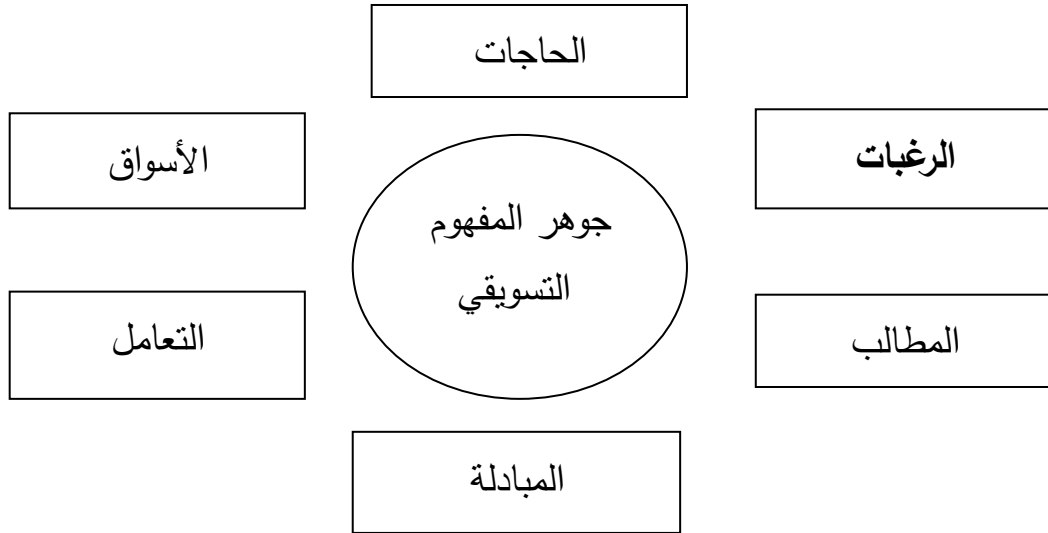 الحاجات
الرغبات
الأسواق
جوهر المفهوم
التسويقي
المطالب
التعامل
المبادلة